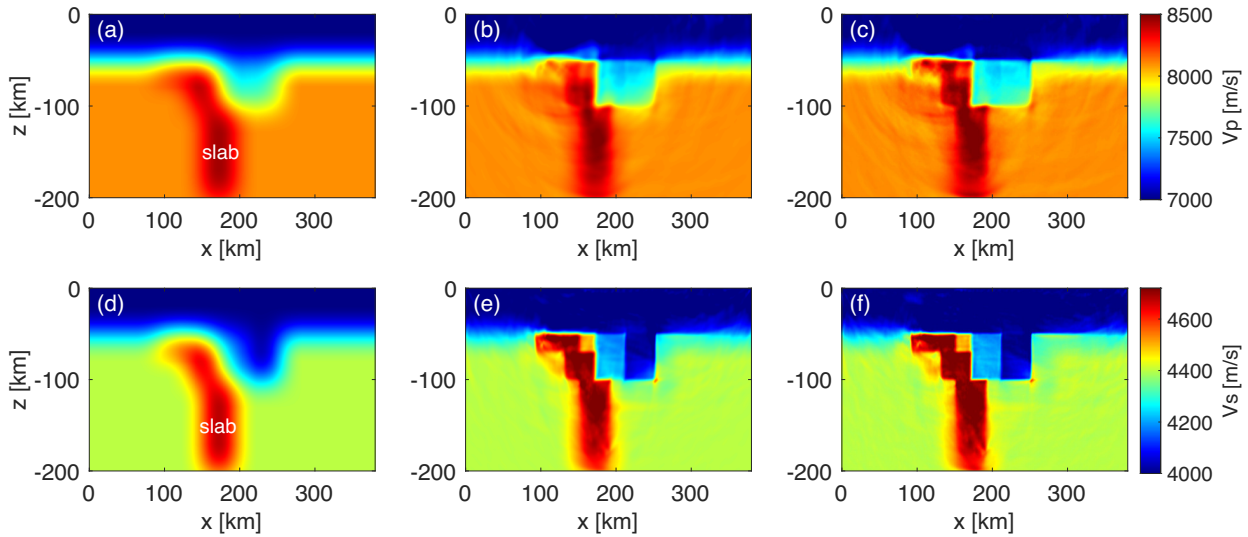 (a) (b) (c)
0 0 0 8500
z [km] -100 -100 -100 8000 Vp [m/s]
slab 7500
-200 -200 -200 7000
0 100 200 300 0 100 200 300 0 100 200 300
x [km] x [km] x [km]
(d) (e) (f)
0 0 0
4600
z [km] -100 -100 -100 4400 Vs [m/s]
slab 4200
-200 -200 -200 4000
0 100 200 300 0 100 200 300 0 100 200 300
x [km] x [km] x [km]